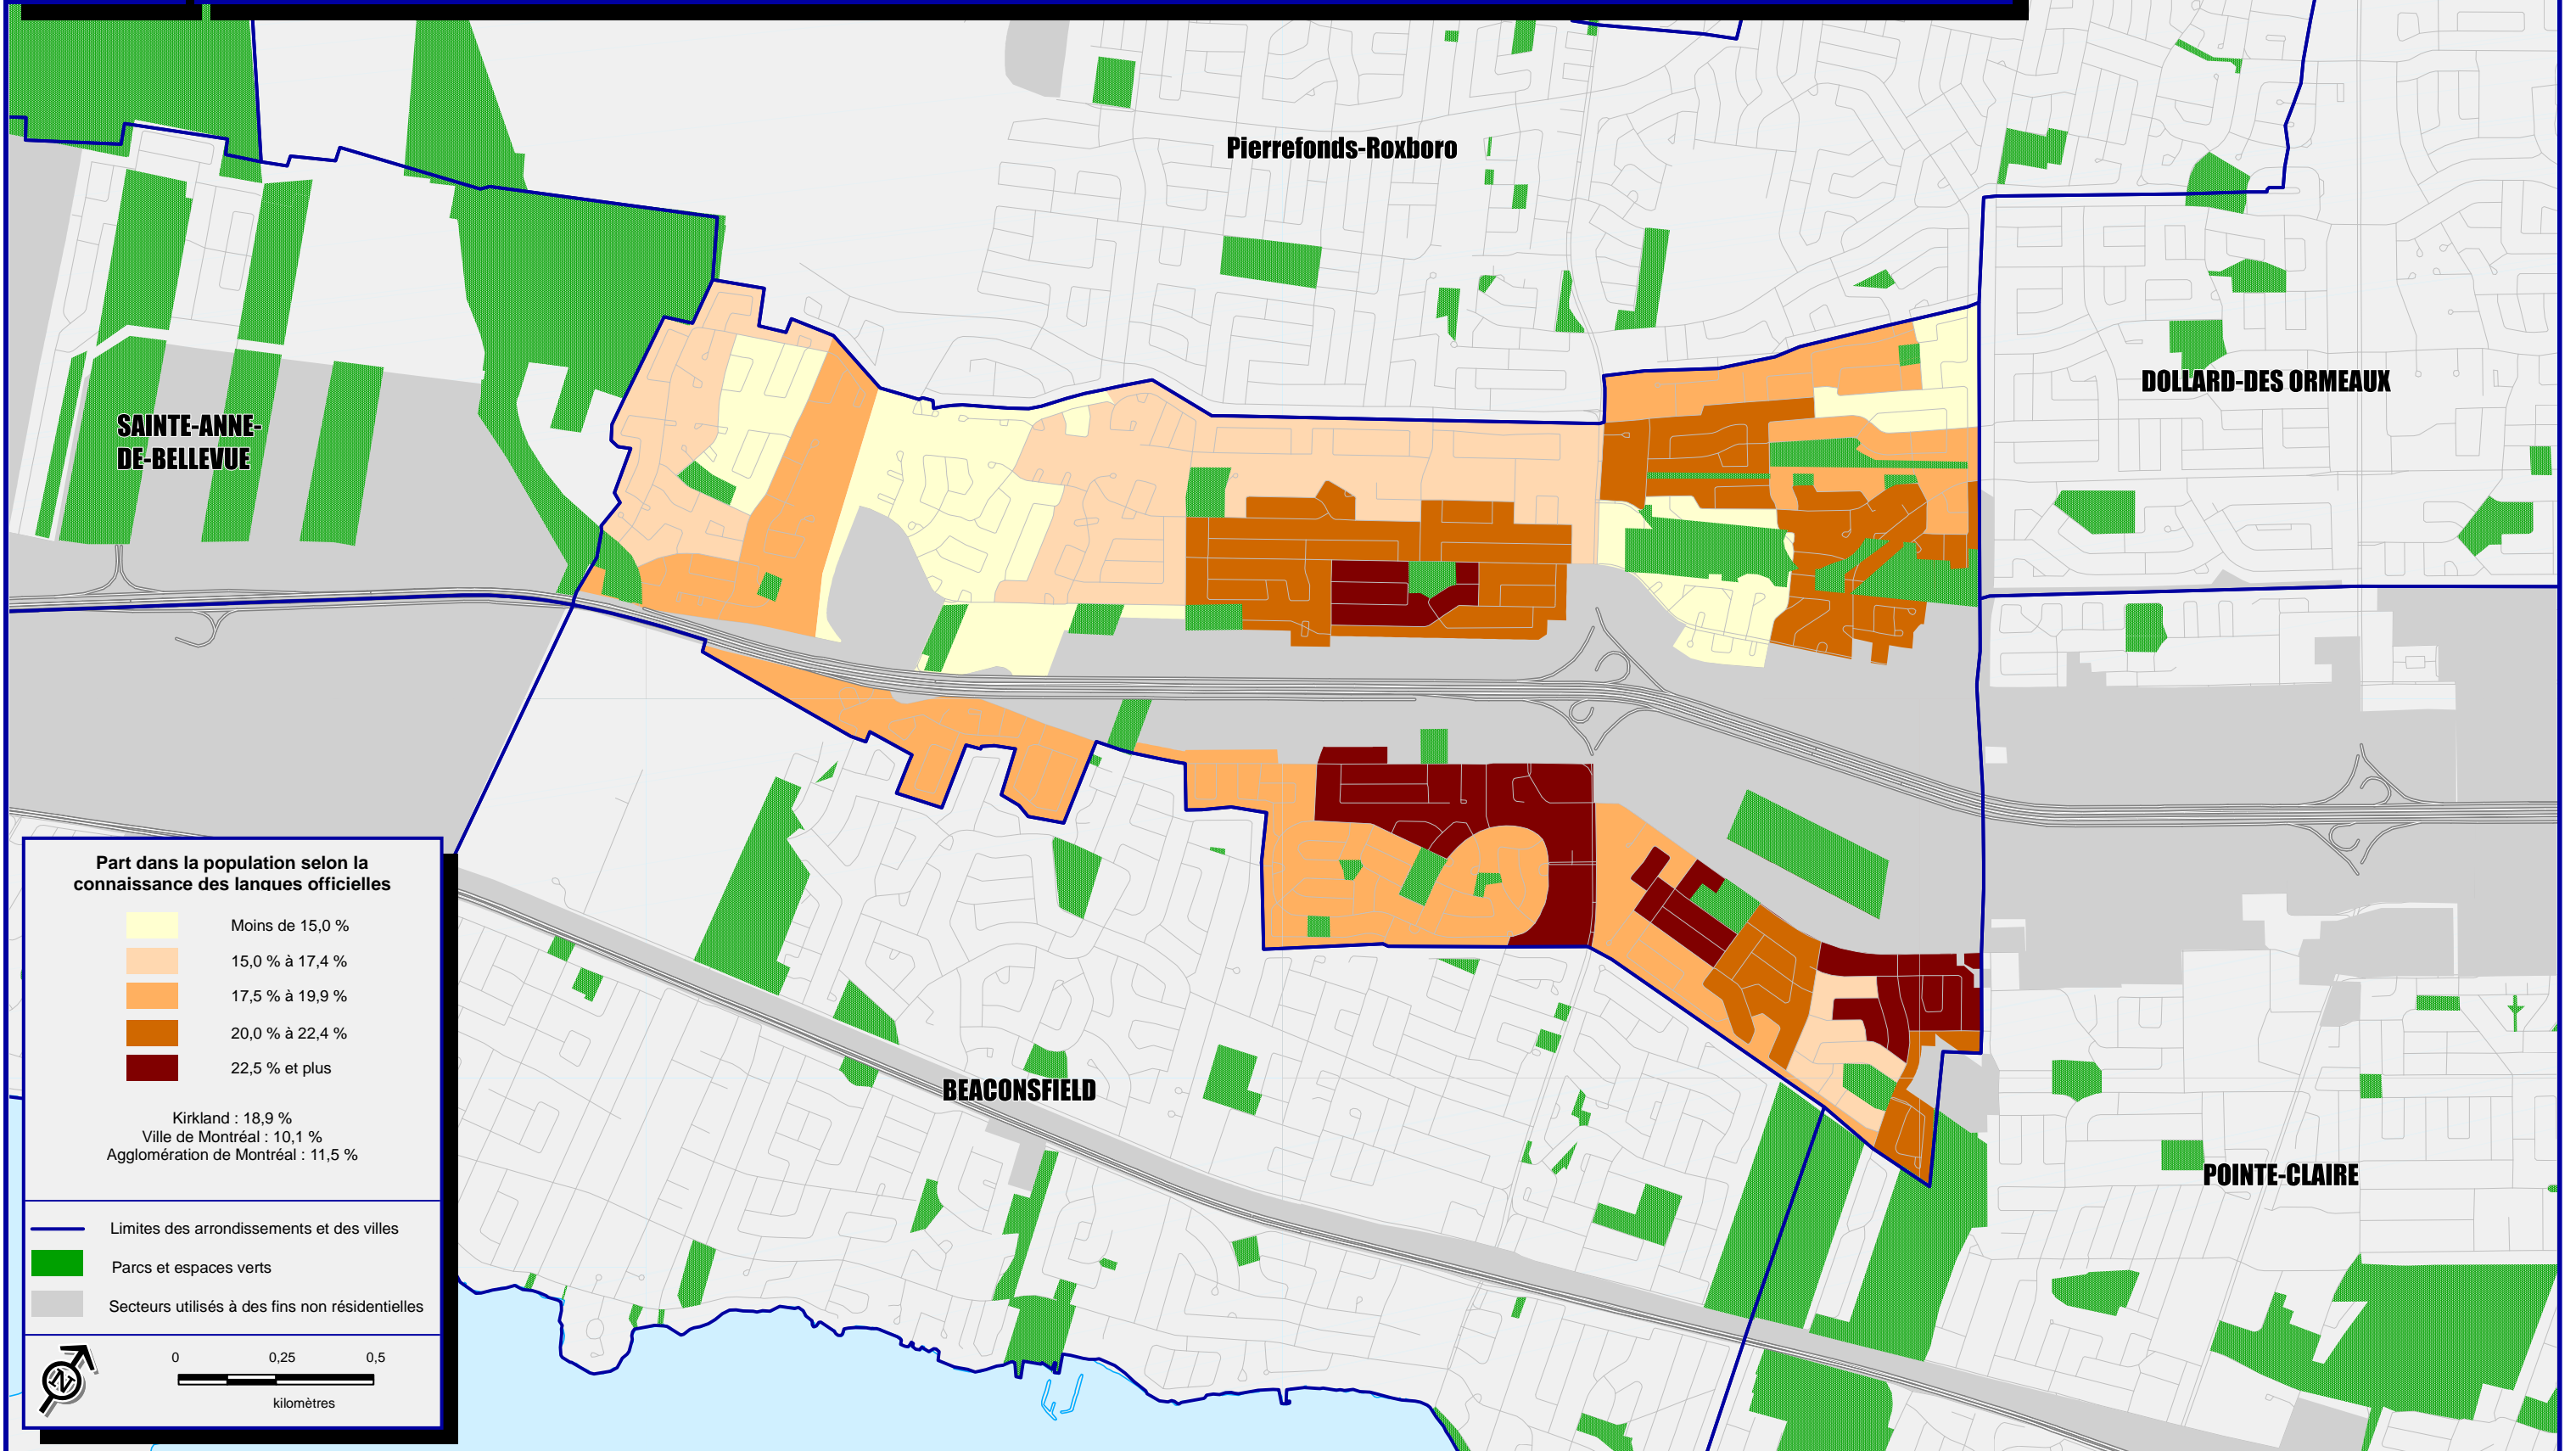 Pierrefonds-Roxboro
DOLLARD-DES ORMEAUX
SAINTE-ANNE-
DE-BELLEVUE
BEACONSFIELD
POINTE-CLAIRE
Part dans la population selon la
connaissance des langues officielles
Moins de 15,0 %
15,0 % à 17,4 %
17,5 % à 19,9 %
20,0 % à 22,4 %
22,5 % et plus
Kirkland : 18,9 %
Ville de Montréal : 10,1 %
Agglomération de Montréal : 11,5 %
Limites des arrondissements et des villes
Parcs et espaces verts
Secteurs utilisés à des fins non résidentielles
N
0 0,25 0,5
kilomètres